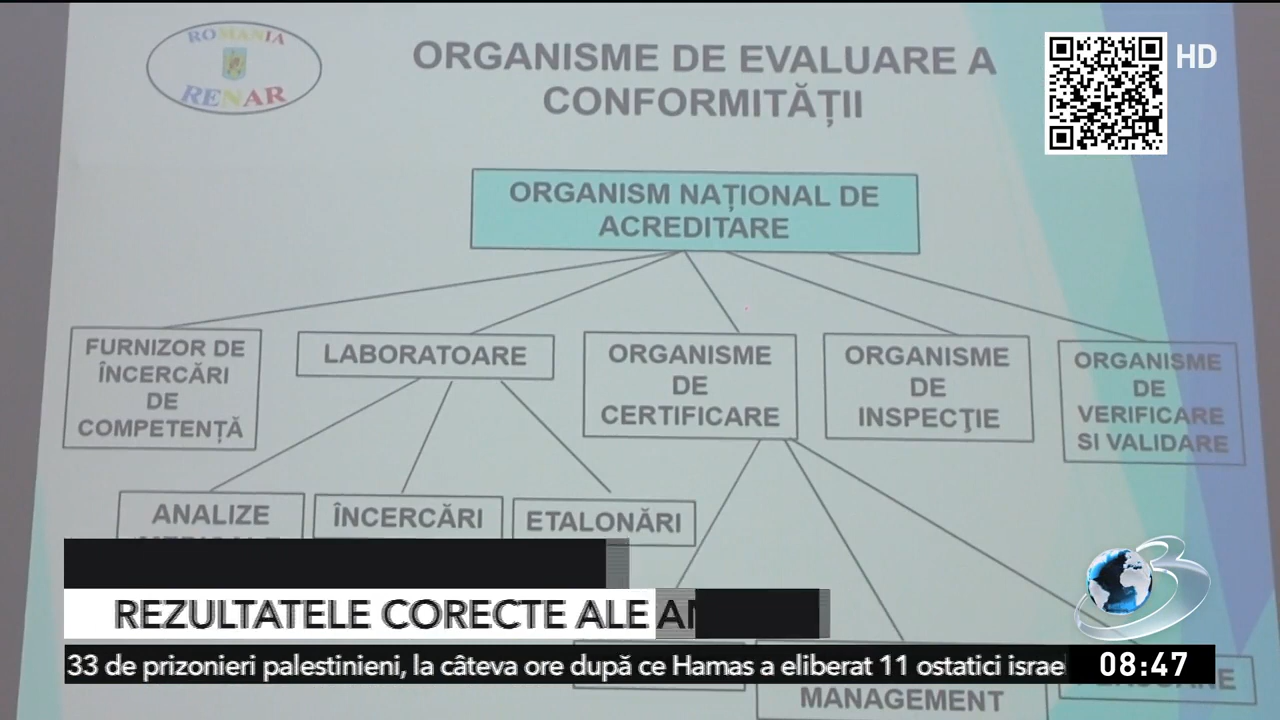 ROMANIA
RENAR
ORGANISME DE EVALUARE A
CONFORMITĂȚII
HD
ORGANISM NAȚIONAL DE
ACREDITARE
FURNIZOR DE
ÎNCERCĂRI
DE
COMPETENȚĂ
LABORATOARE
ORGANISME
DE
CERTIFICARE
ORGANISME
DE
INSPECŢIE
ORGANISME
DE
VERIFICARE
SI VALIDARE
ANALIZE
ÎNCERCĂRI
ETALONĂRI
REZULTATELE CORECTE ALE
33 de prizonieri palestinieni, la câteva ore după ce Hamas a eliberat 11 ostatici israel
08:47
MANAGEMENT